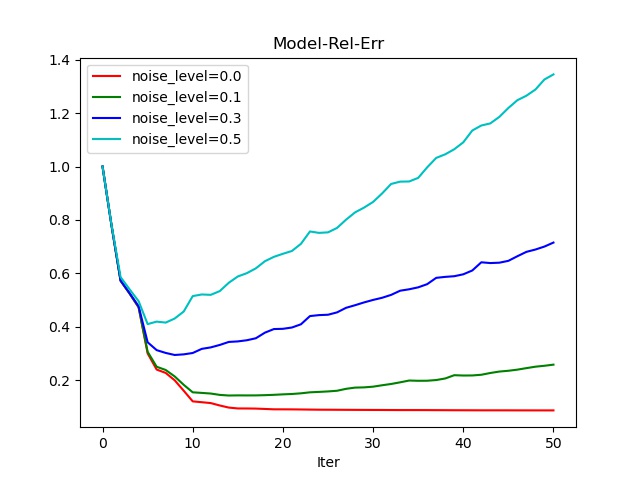 Model-Rel-Err
noise_level=0.0
noise_level=0.1
noise_level=0.3
noise_level=0.5
1.4
1.2
1.0
0.8
0.6
0.4
0.2
0 10 20 30 40 50
Iter